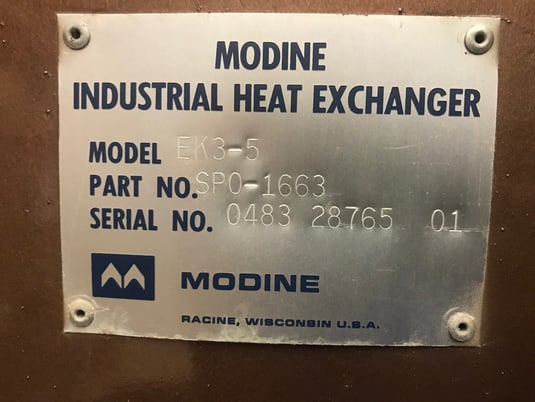 MODINE
INDUSTRIAL HEAT EXCHANGER
MODEL EK3-5
PART NO. SPO-1663
SERIAL NO. 0483 28765 01
MODINE
RACINE, WISCONSIN U.S.A.